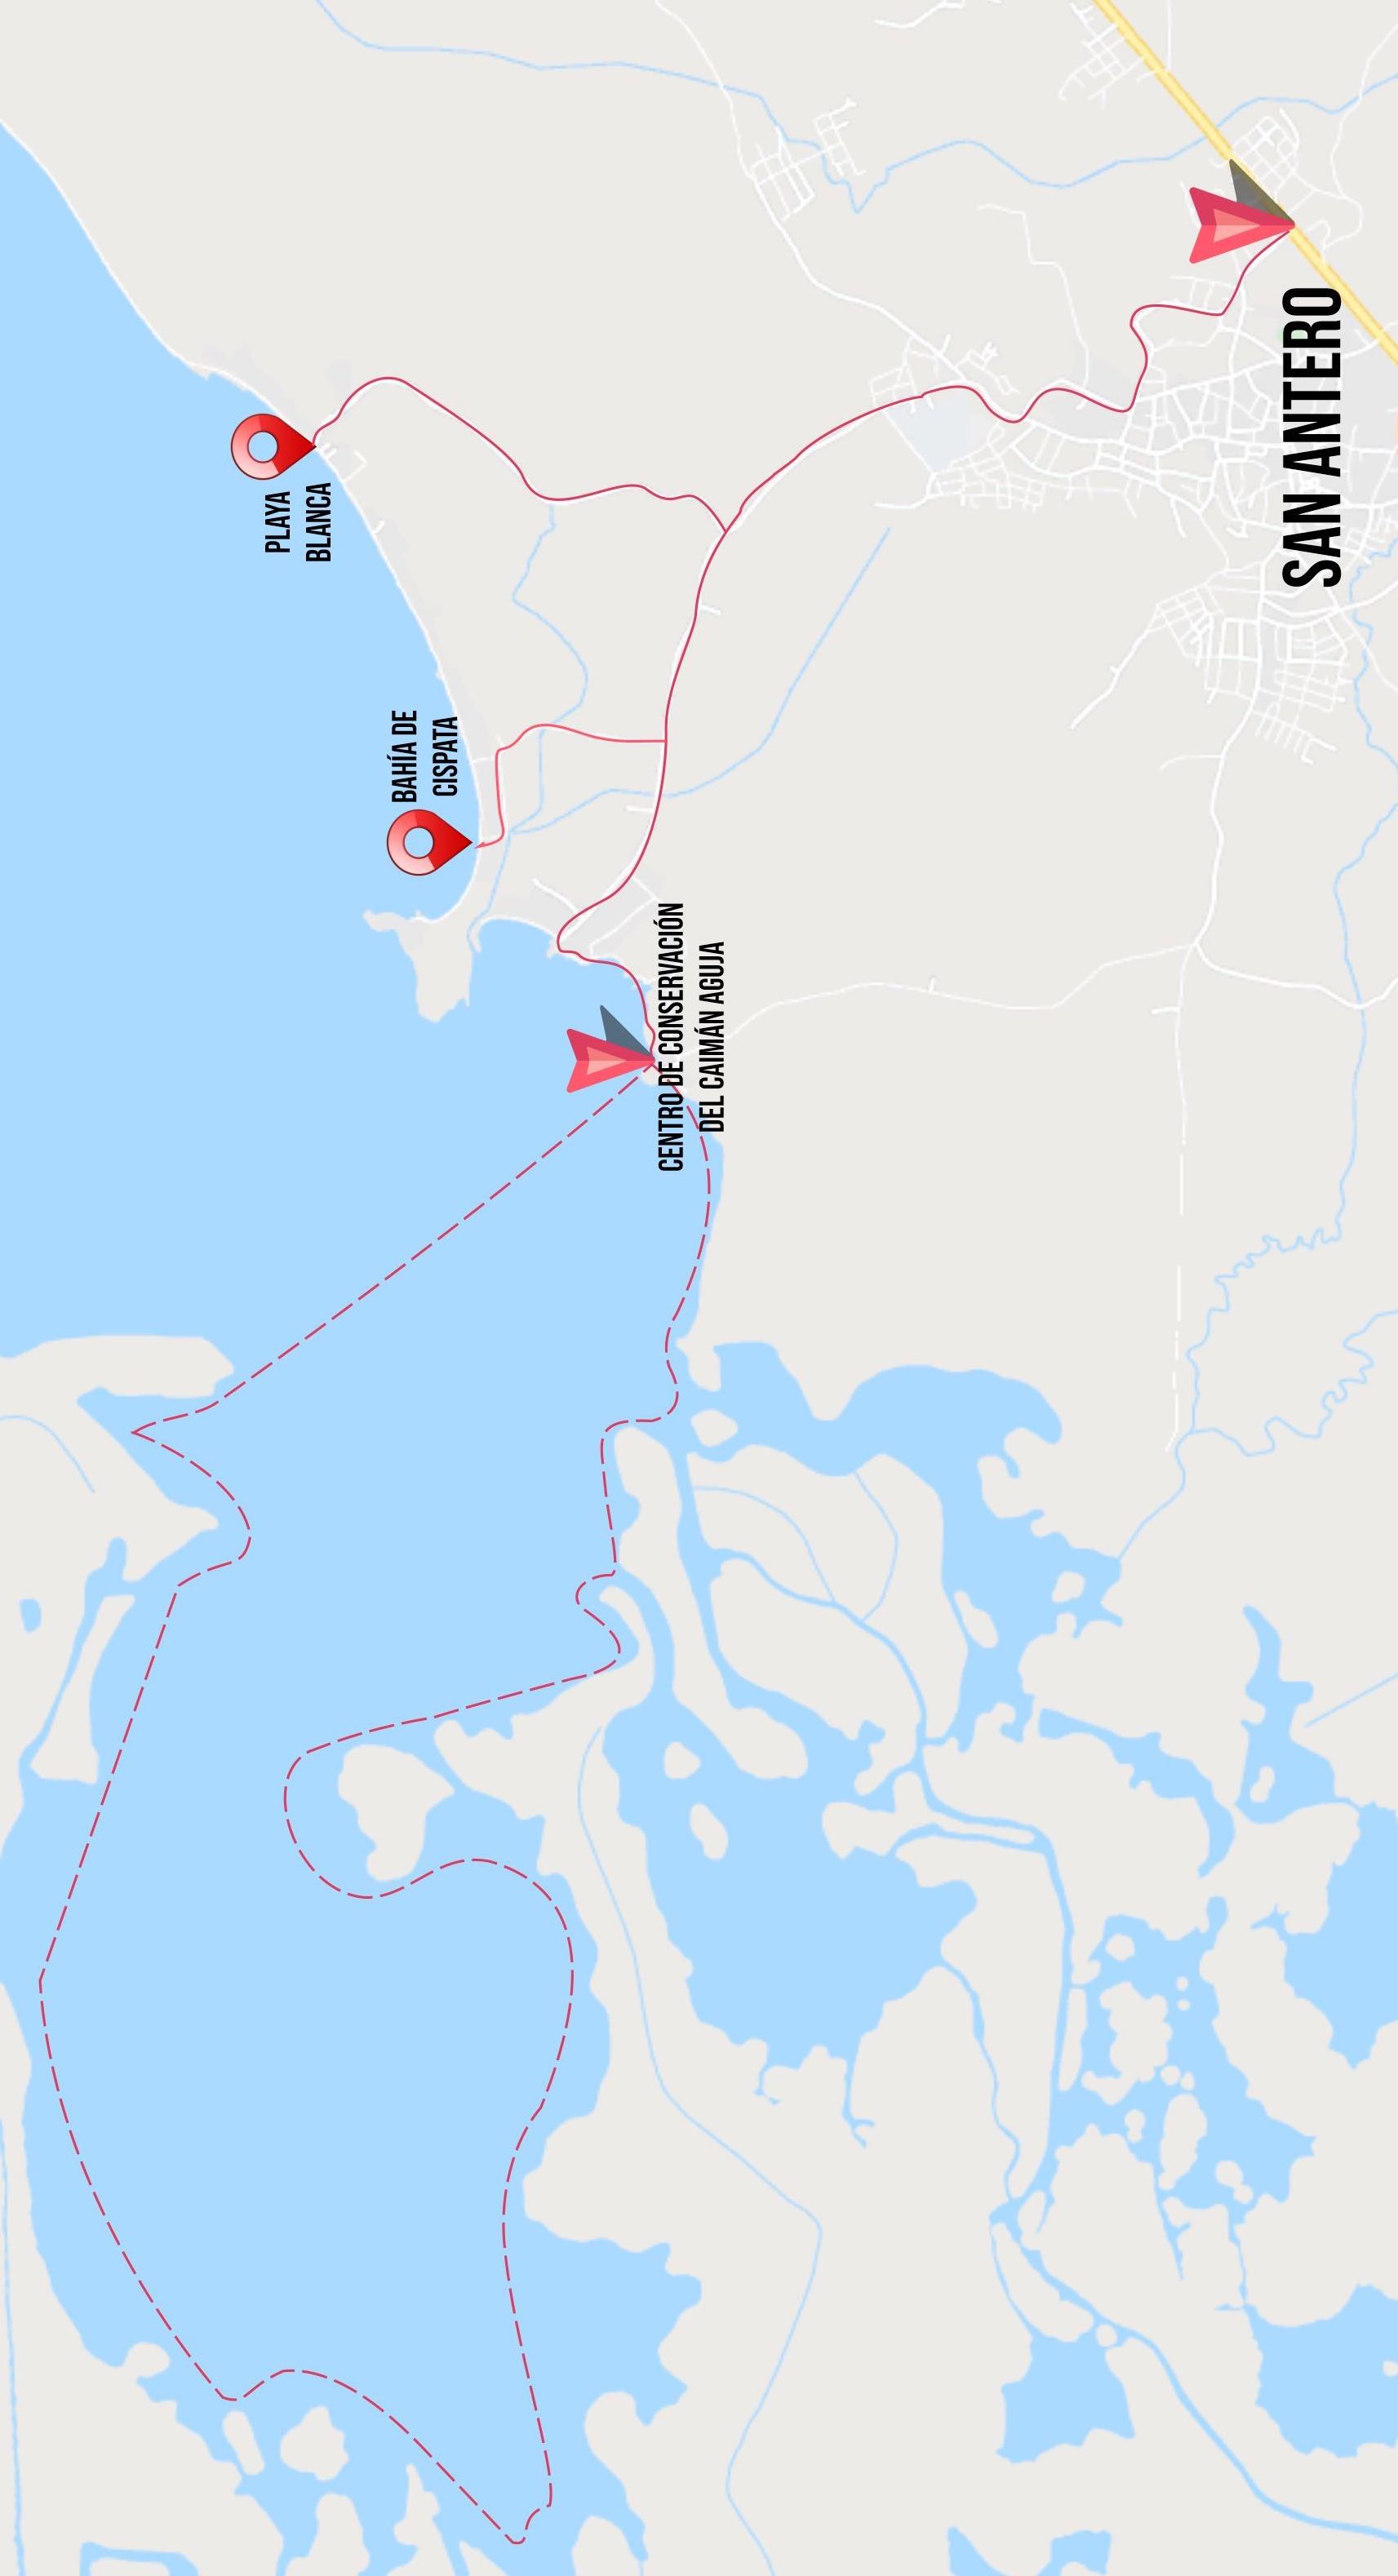 PLAYA
BLANCA
BAHÍA DE
CISPATA
CENTRO DE CONSERVACIÓN
DEL CAIMÁN AGUJA
SAN ANTERO